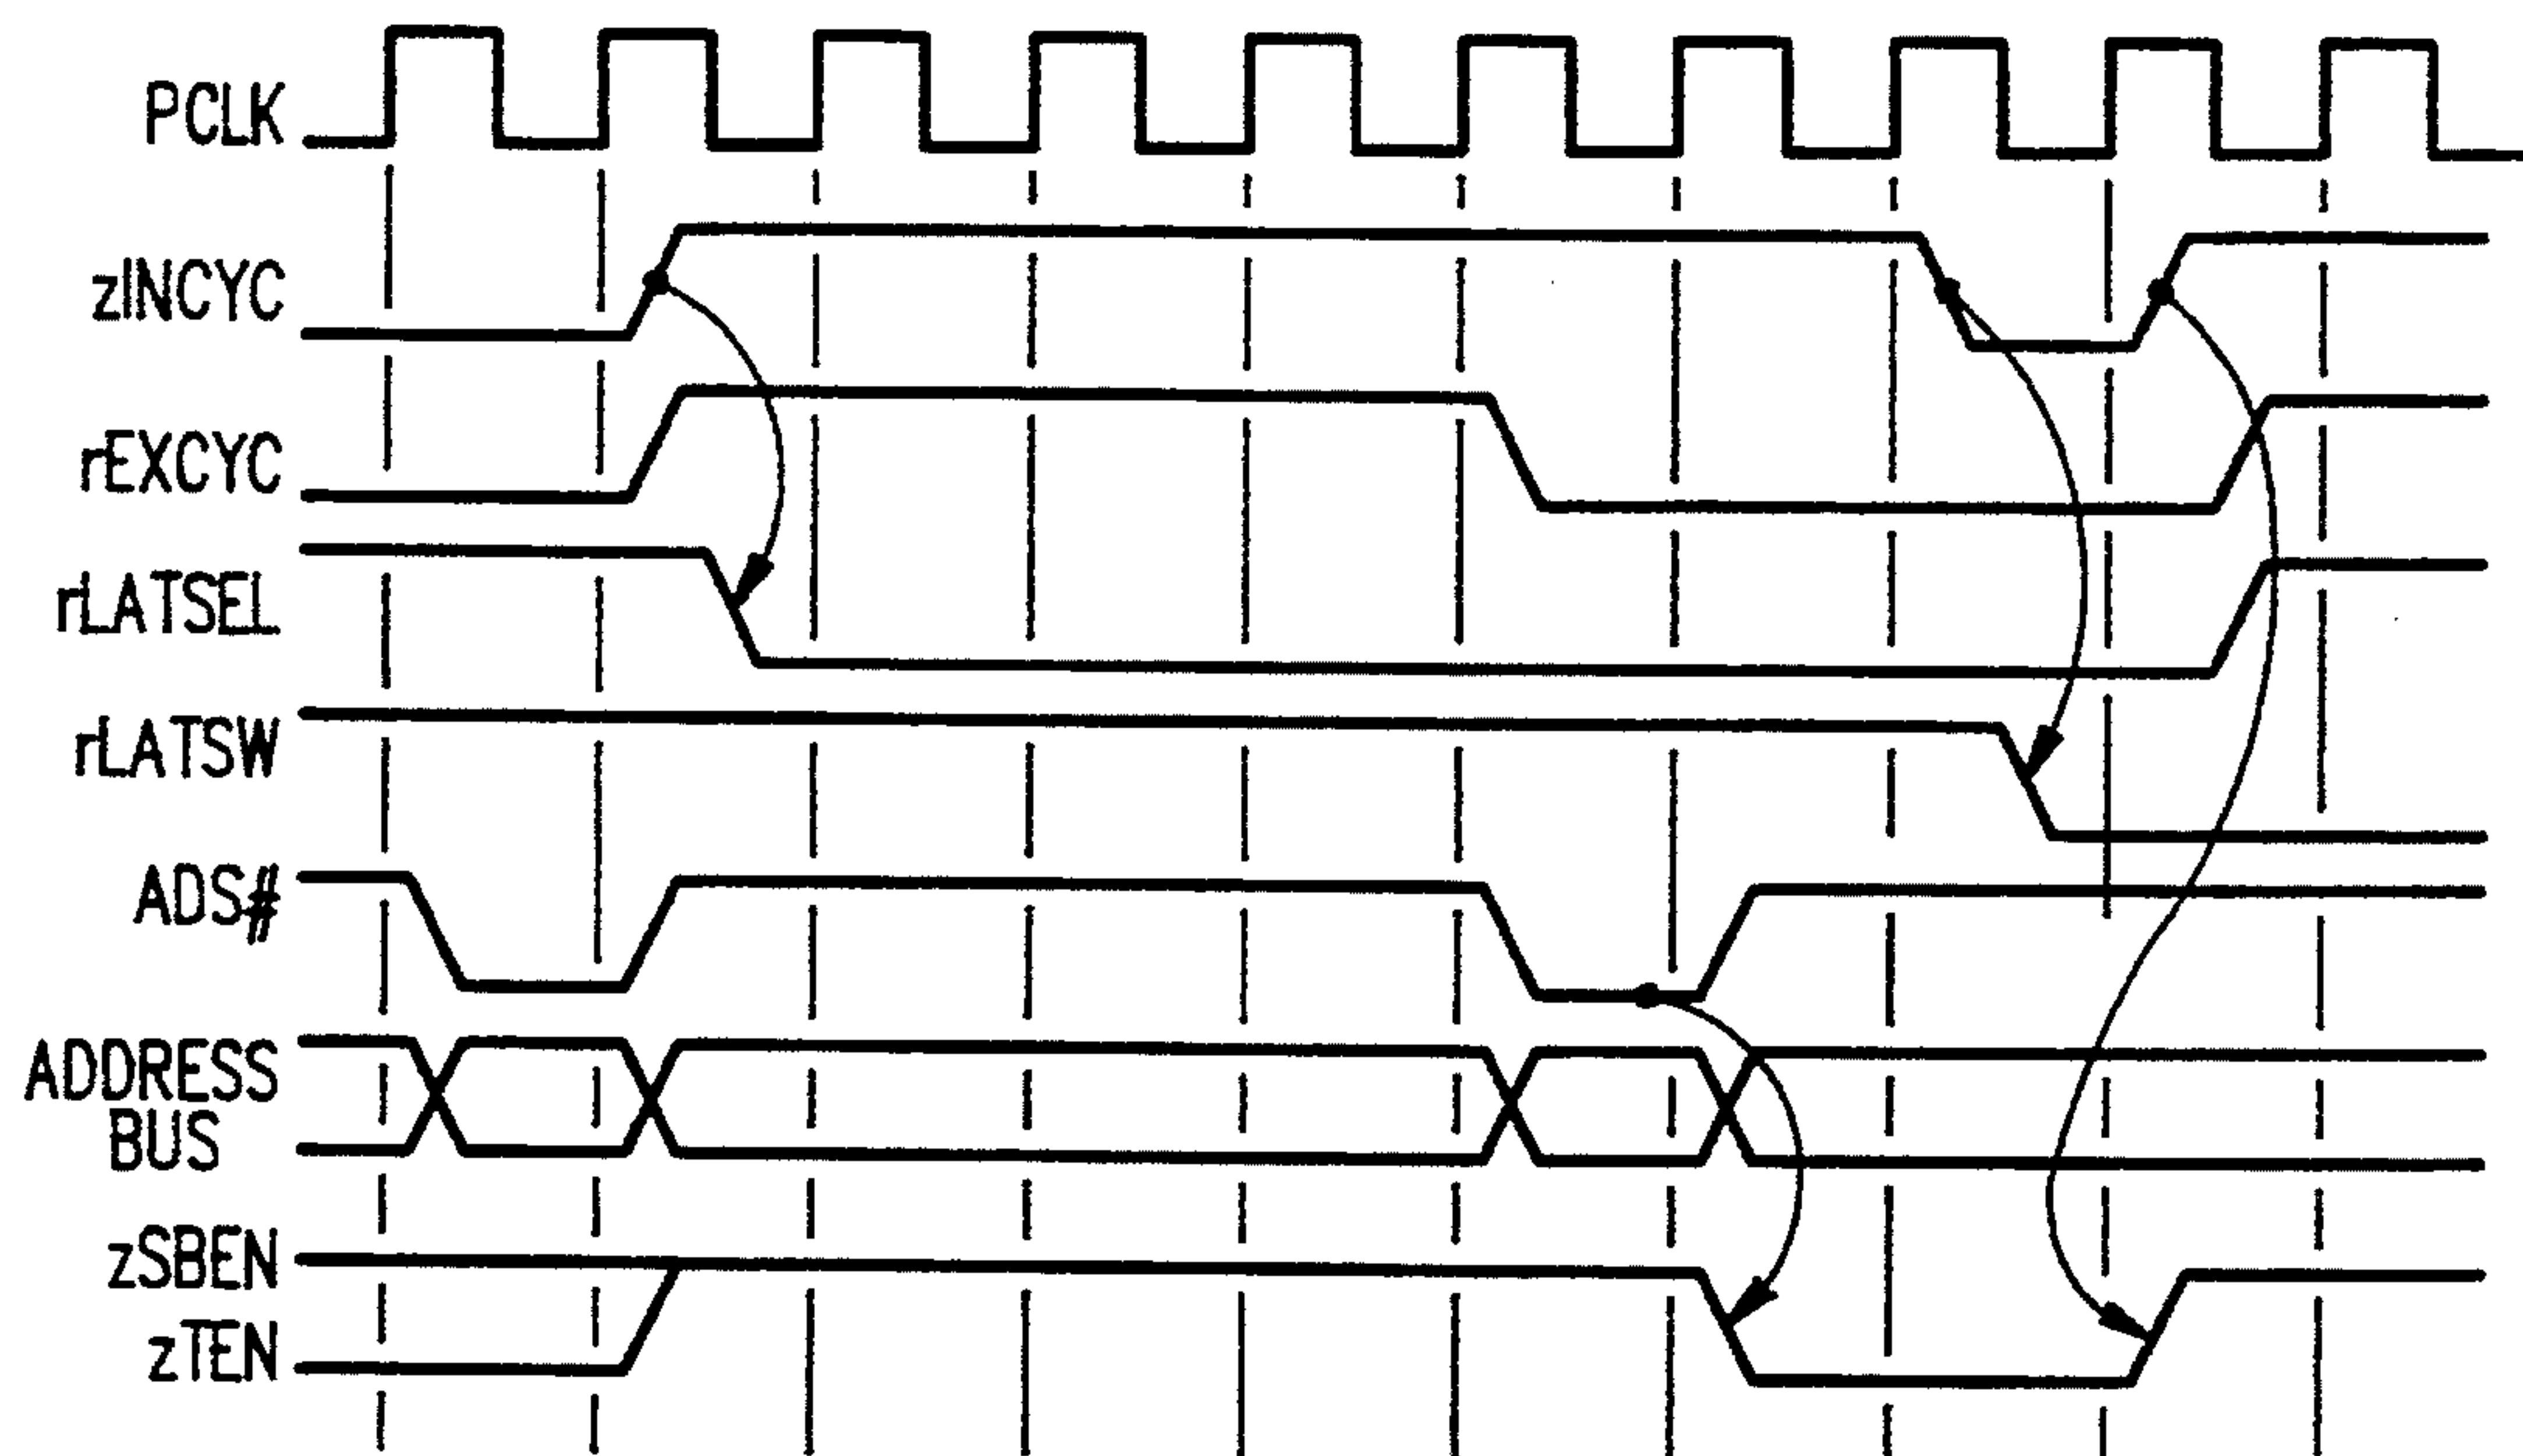 PCLK
zINCYC
rEXCYC
rLATSEL
rLATSW
ADS#
ADDRESS
BUS
zSBEN
zTEN